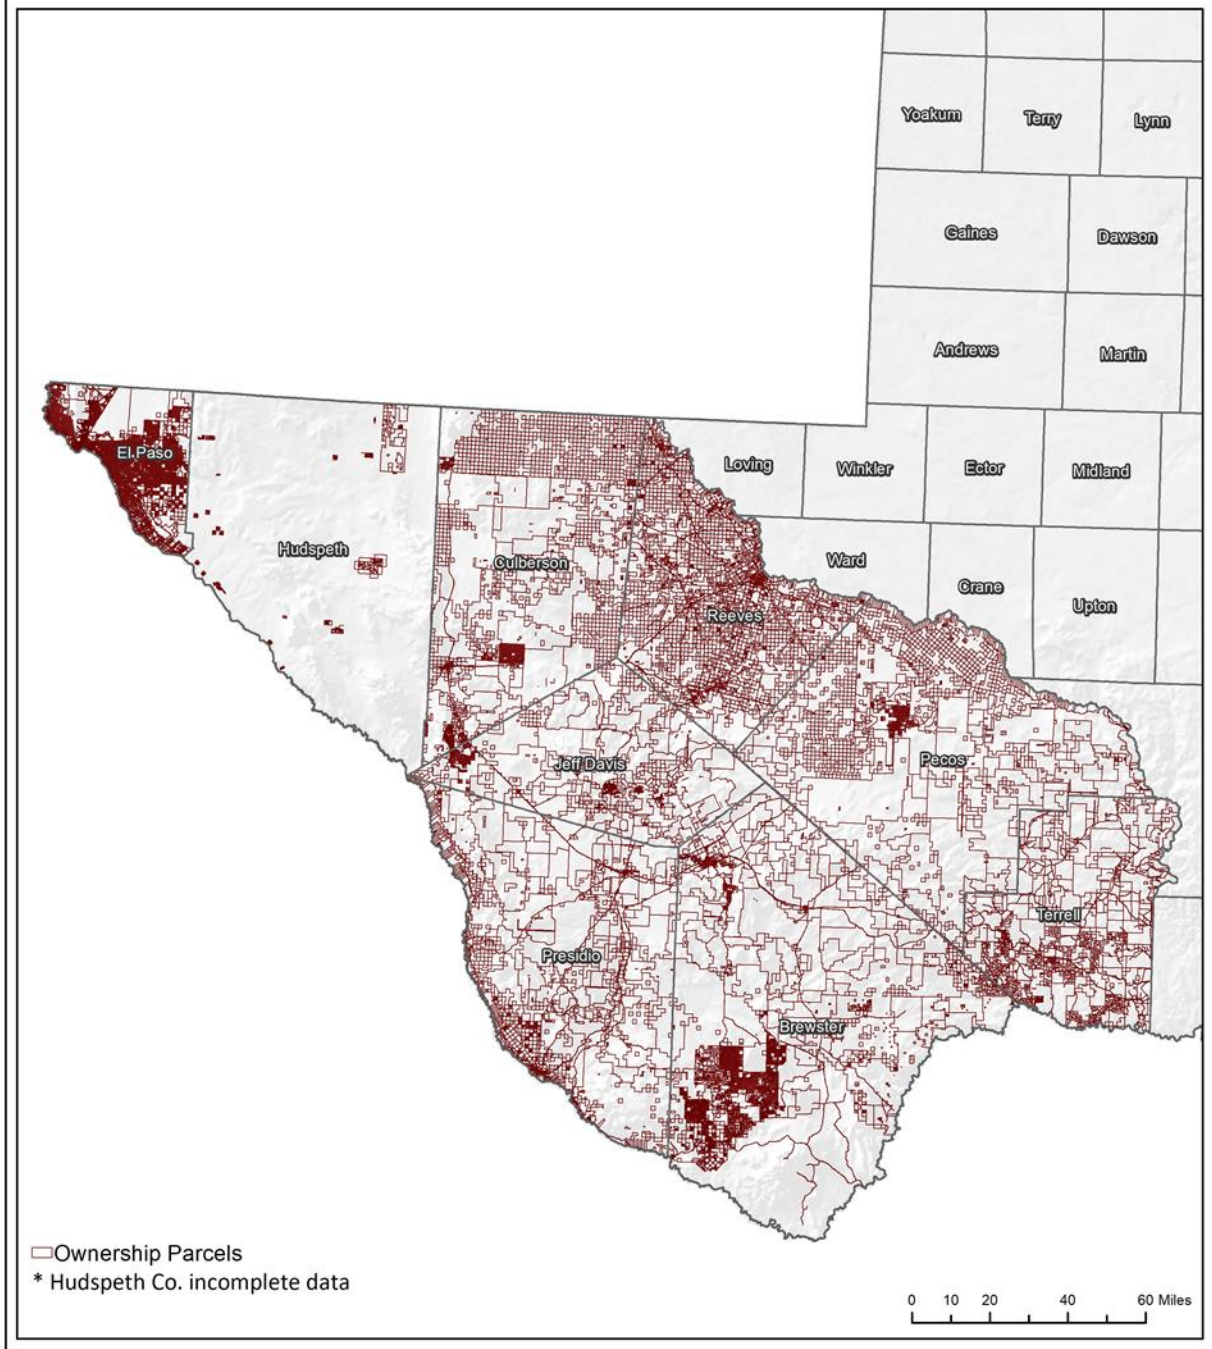 Yoakum
Terry
Lynn
Gaines
Dawson
Andrews
Martin
El Paso
Loving
Winkler
Ector
Midland
Hudspeth
Culberson
Ward
Crane
Upton
Reeves
Jeff Davis
Pecos
Terrell
Presidio
Brewster
Ownership Parcels
* Hudspeth Co. incomplete data
0 10 20 40 60 Miles